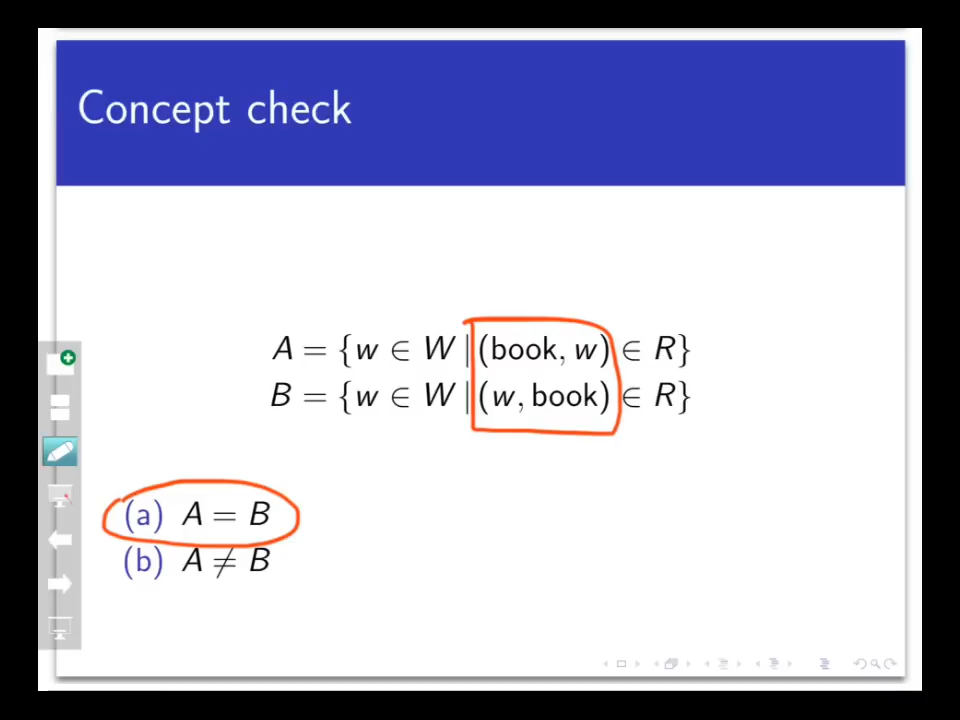 Concept check
A = {w ∈ W | (book, w) ∈ R}
B = {w ∈ W | (w, book) ∈ R}
(a) A = B
(b) A ≠ B